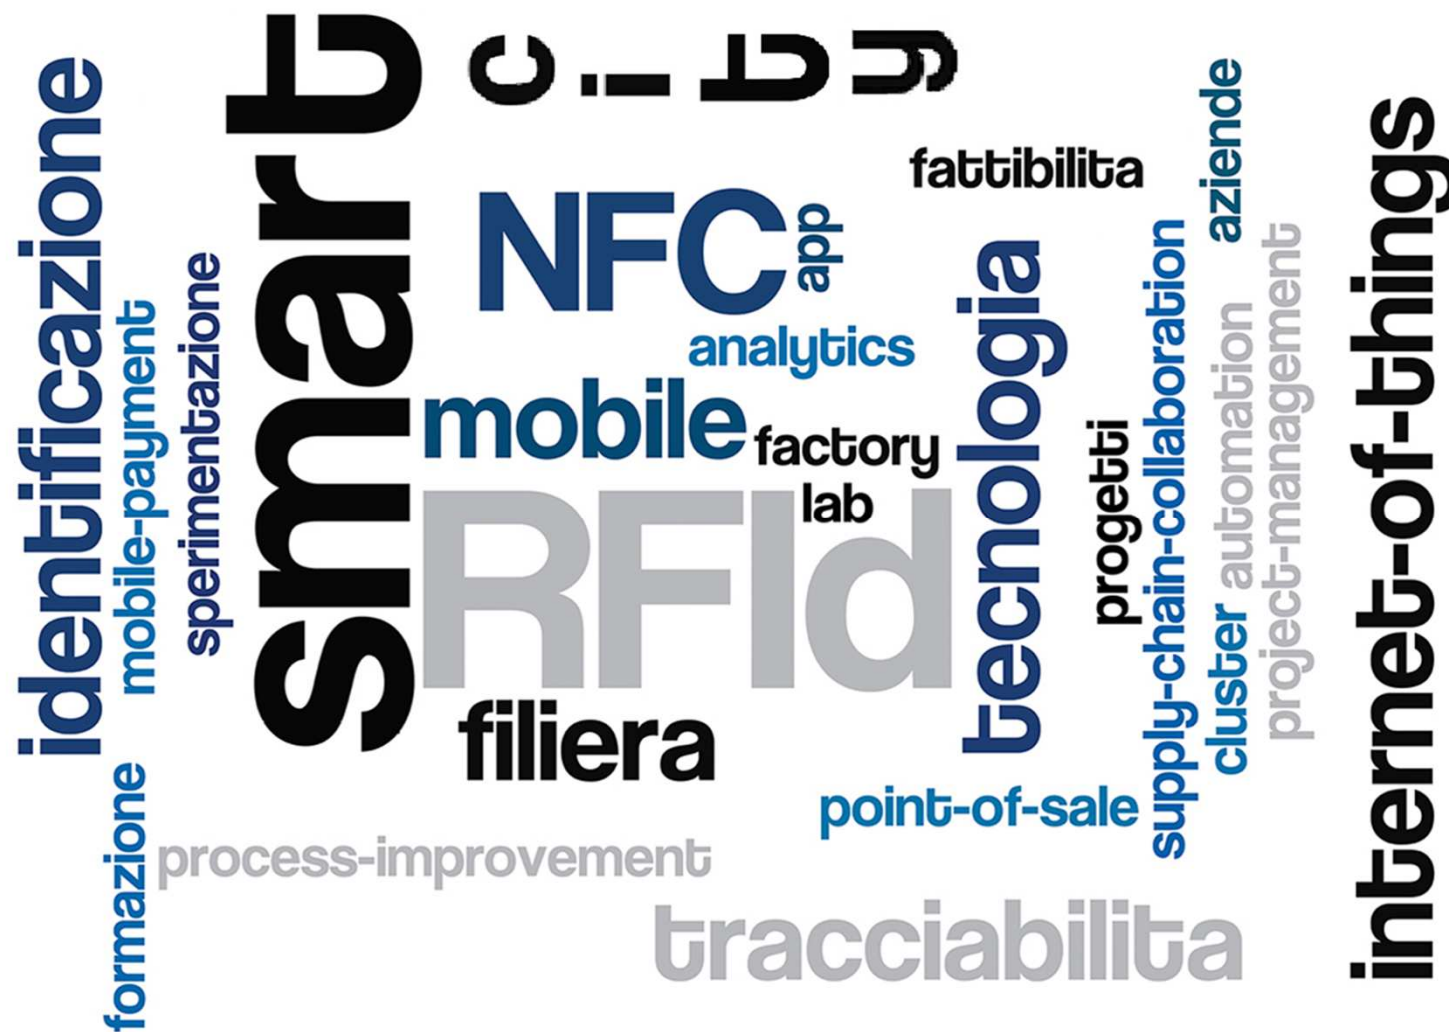 identificazione
mobile-payment
sperimentazione
formazione
smart
city
NFC
app
fattibilita
analytics
mobile
factory
lab
RFId
filiera
tecnologia
progetti
supply-chain-collaboration
aziende
automation
cluster
project-management
internet-of-things
point-of-sale
process-improvement
tracciabilita